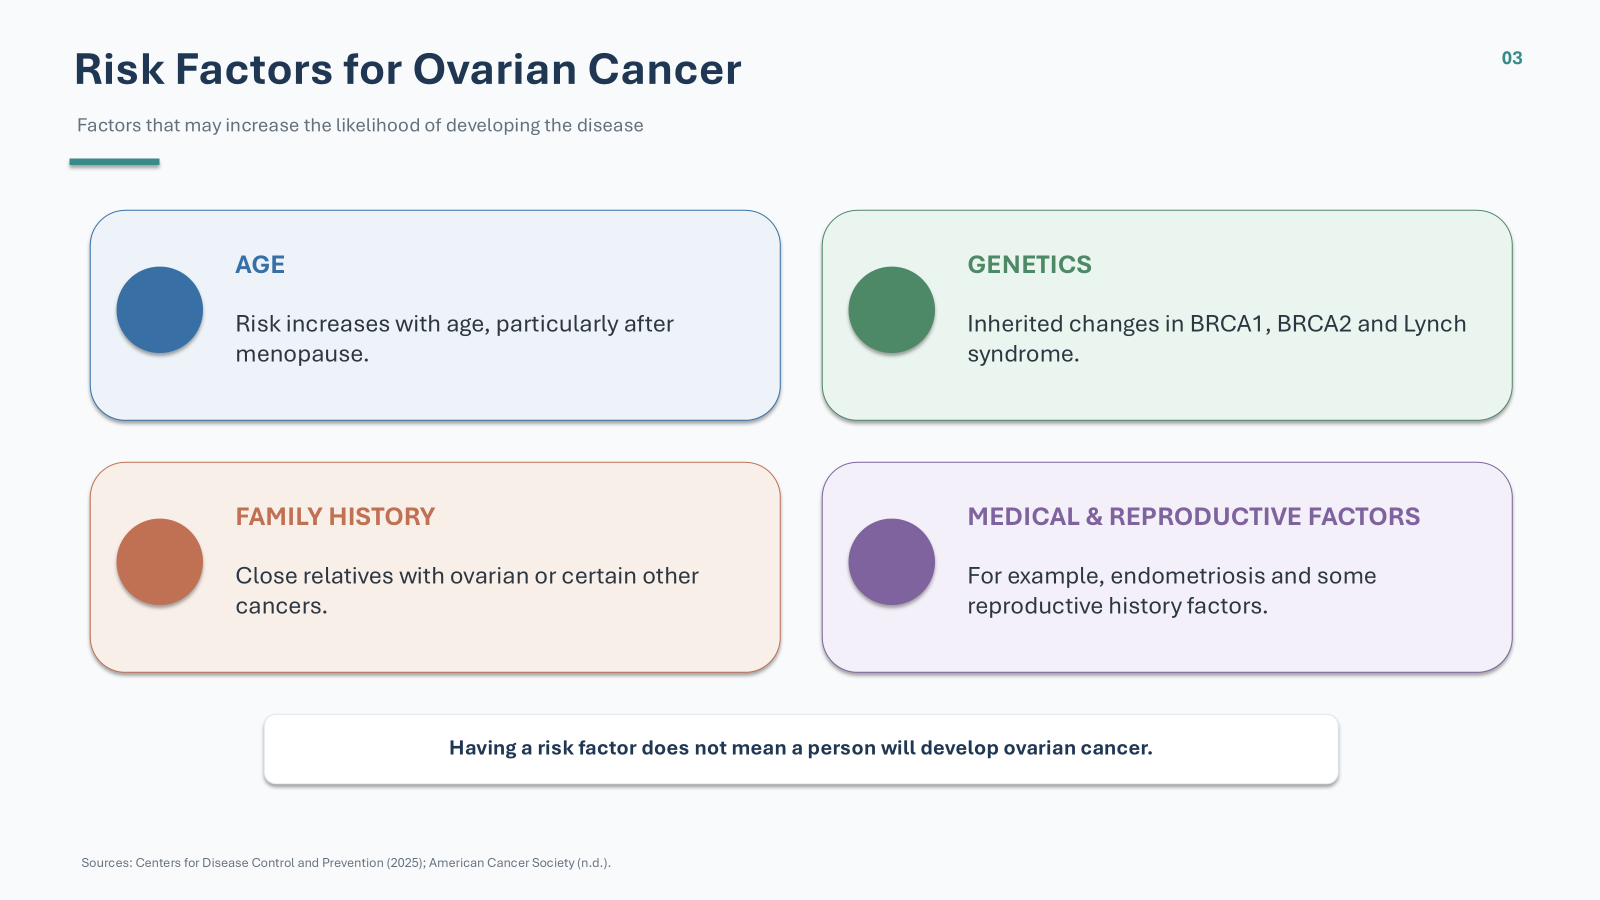 Risk Factors for Ovarian Cancer
03
Factors that may increase the likelihood of developing the disease
AGE
Risk increases with age, particularly after
menopause.
GENETICS
Inherited changes in BRCA1, BRCA2 and Lynch
syndrome.
FAMILY HISTORY
Close relatives with ovarian or certain other
cancers.
MEDICAL & REPRODUCTIVE FACTORS
For example, endometriosis and some
reproductive history factors.
Having a risk factor does not mean a person will develop ovarian cancer.
Sources: Centers for Disease Control and Prevention (2025); American Cancer Society (n.d.).